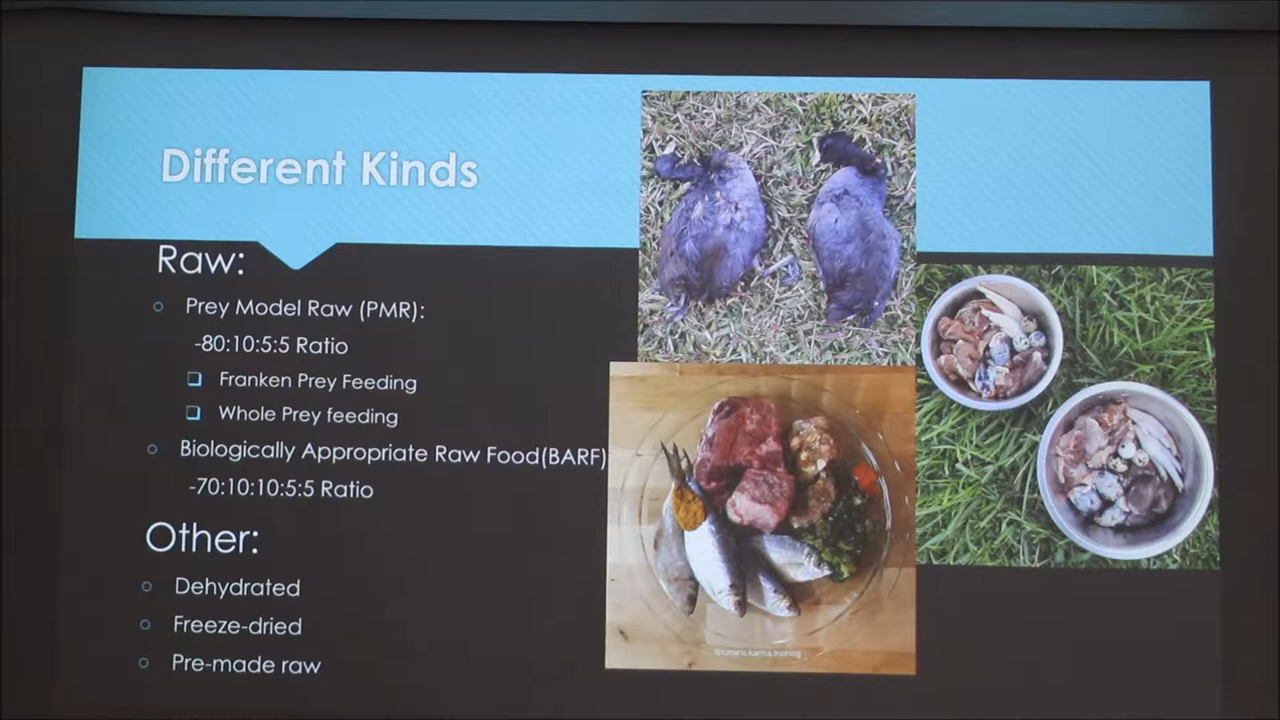 Different Kinds
Raw:
Prey Model Raw (PMR):
-80:10:5:5 Ratio
Franken Prey Feeding
Whole Prey feeding
Biologically Appropriate Raw Food(BARF)
-70:10:10:5:5 Ratio
Other:
Dehydrated
Freeze-dried
Pre-made raw